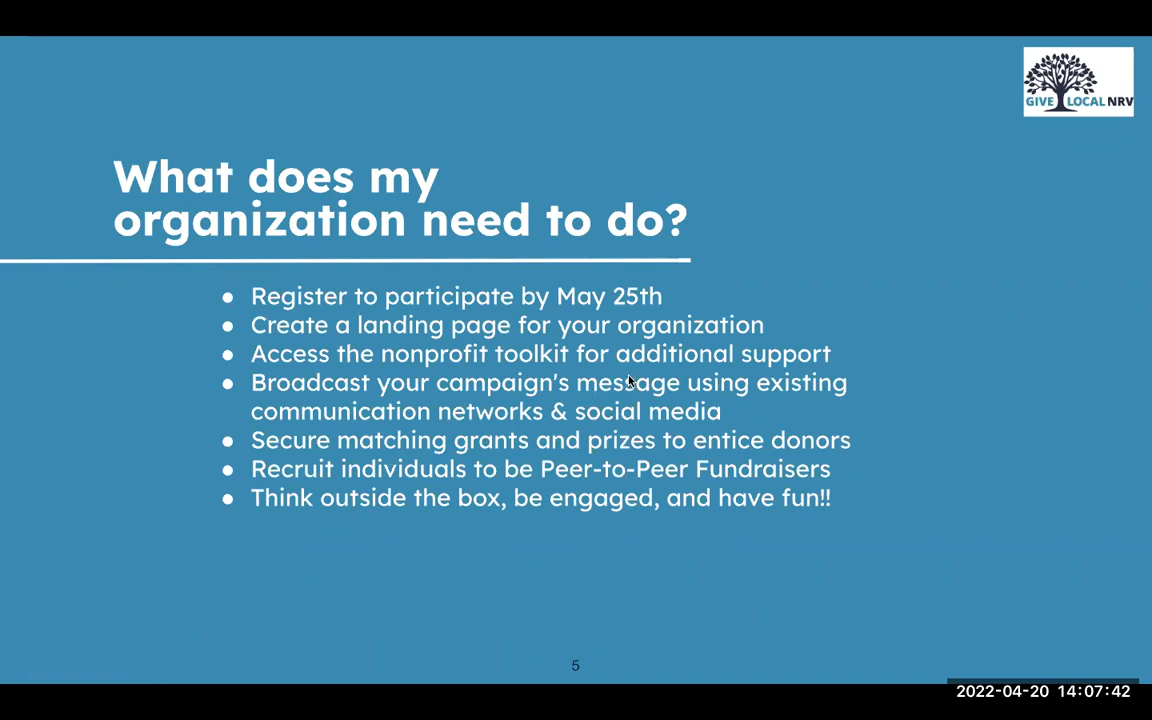 GIVE LOCAL NRV
What does my
organization need to do?
● Register to participate by May 25th
● Create a landing page for your organization
● Access the nonprofit toolkit for additional support
● Broadcast your campaign's message using existing
communication networks & social media
● Secure matching grants and prizes to entice donors
● Recruit individuals to be Peer-to-Peer Fundraisers
● Think outside the box, be engaged, and have fun!!
5
2022-04-20 14:07:42